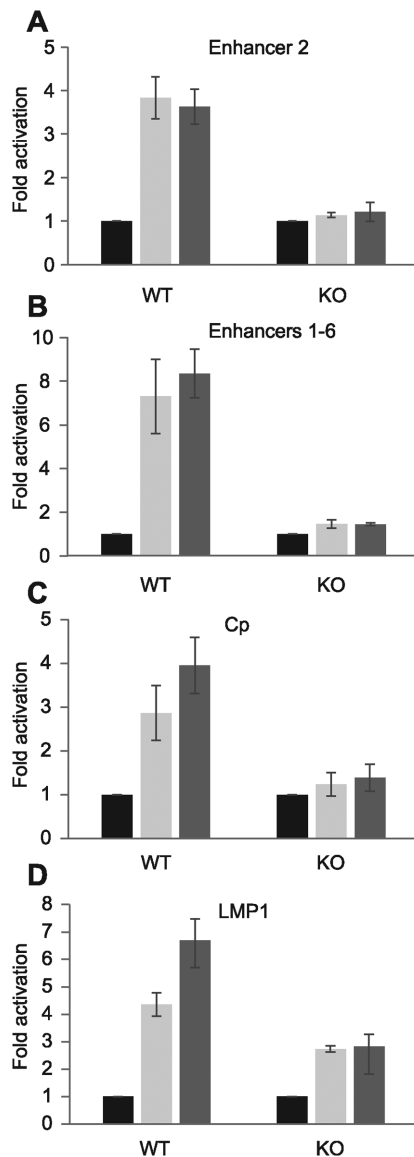 A
Enhancer 2
Fold activation
5
4
3
2
1
0
WT KO
B
Enhancers 1-6
Fold activation
10
8
6
4
2
0
WT KO
C
Cp
Fold activation
5
4
3
2
1
0
WT KO
D
LMP1
Fold activation
8
7
6
5
4
3
2
1
0
WT KO